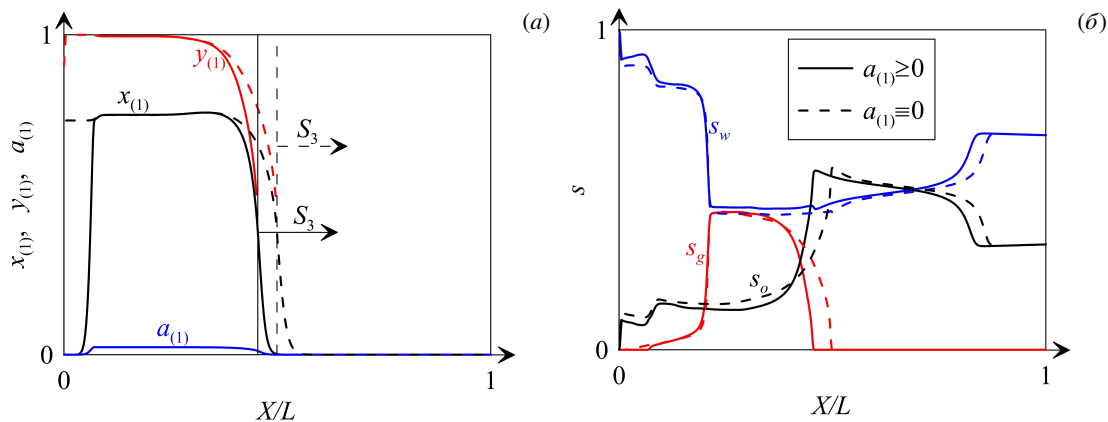 (а)
x(1), y(1), a(1)
1
y(1)
x(1)
S3
S3
a(1)
0
0
1
X/L
(б)
s
1
a(1)≥0
a(1)≡0
sw
sg
so
0
0
1
X/L